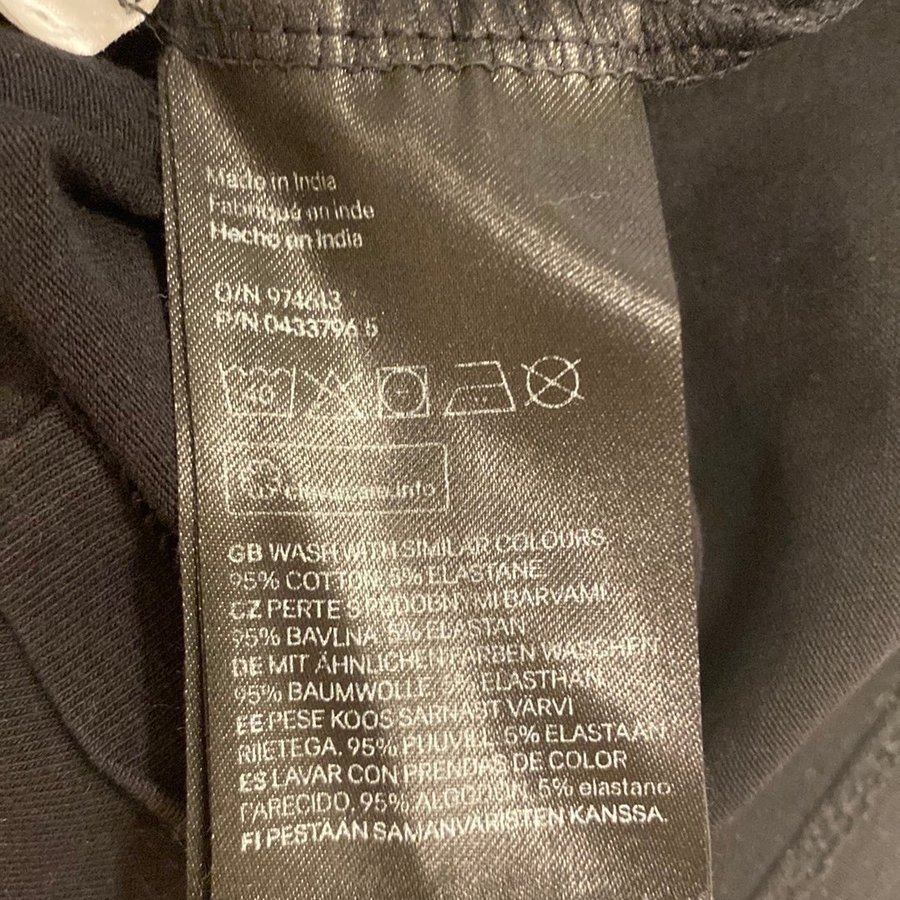 Made in India
Fabriqué en inde
Hecho en India
O/N 974613
P/N 0433796.5
40
clevercare.info
GB WASH WITH SIMILAR COLOURS.
95% COTTON, 5% ELASTANE
CZ PERTE S PODOBNÝMI BARVAMI.
95% BAVLNA, 5% ELASTAN
DE MIT ÄHNLICHEN FARBEN WASCHEN.
95% BAUMWOLLE, 5% ELASTHAN
EE PESE KOOS SARNAST VÄRVI
RIIETEGA. 95% PUUVILL, 5% ELASTAAN
ES LAVAR CON PRENDAS DE COLOR
PARECIDO. 95% ALGODÓN, 5% elastano
FI PESTÄÄN SAMANVÄRISTEN KANSSA.